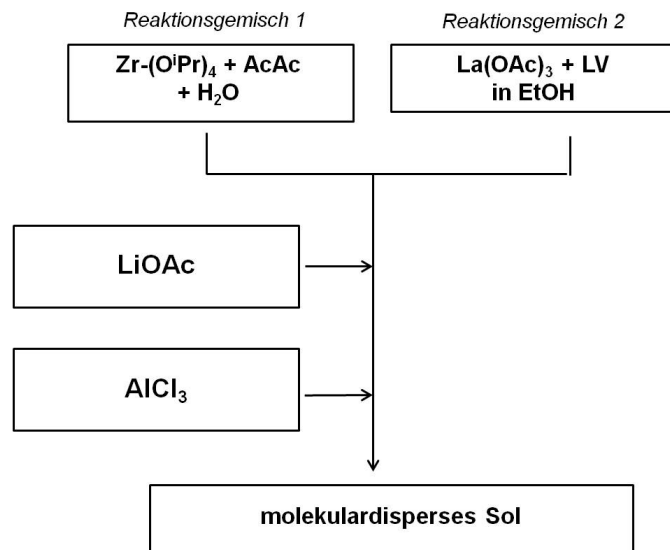 Reaktionsgemisch 1
Reaktionsgemisch 2
Zr-(OⁱPr)₄ + AcAc
+ H₂O
La(OAc)₃ + LV
in EtOH
LiOAc
AlCl₃
molekulardisperses Sol